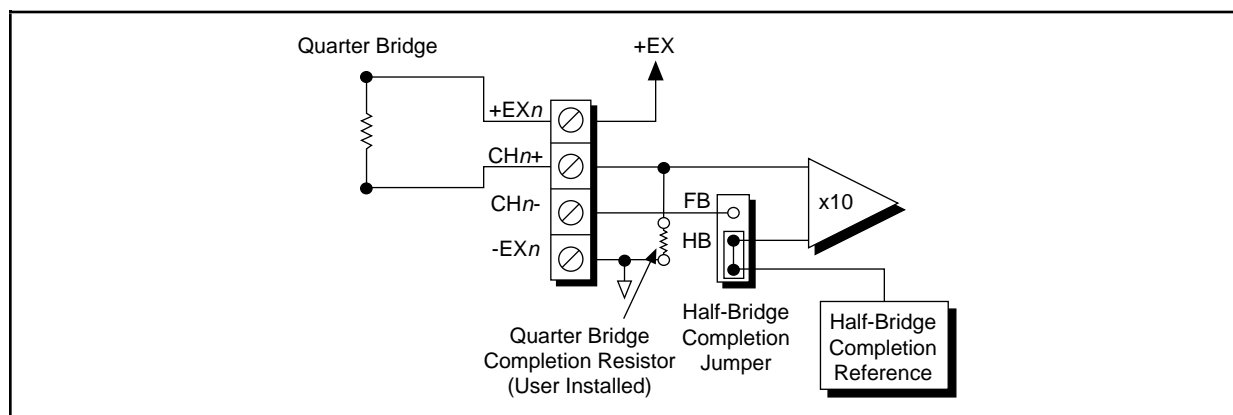 Quarter Bridge
+EX
+EXn
CHn+
CHn-
-EXn
FB
HB
x10
Quarter Bridge
Completion Resistor
(User Installed)
Half-Bridge
Completion
Jumper
Half-Bridge
Completion
Reference